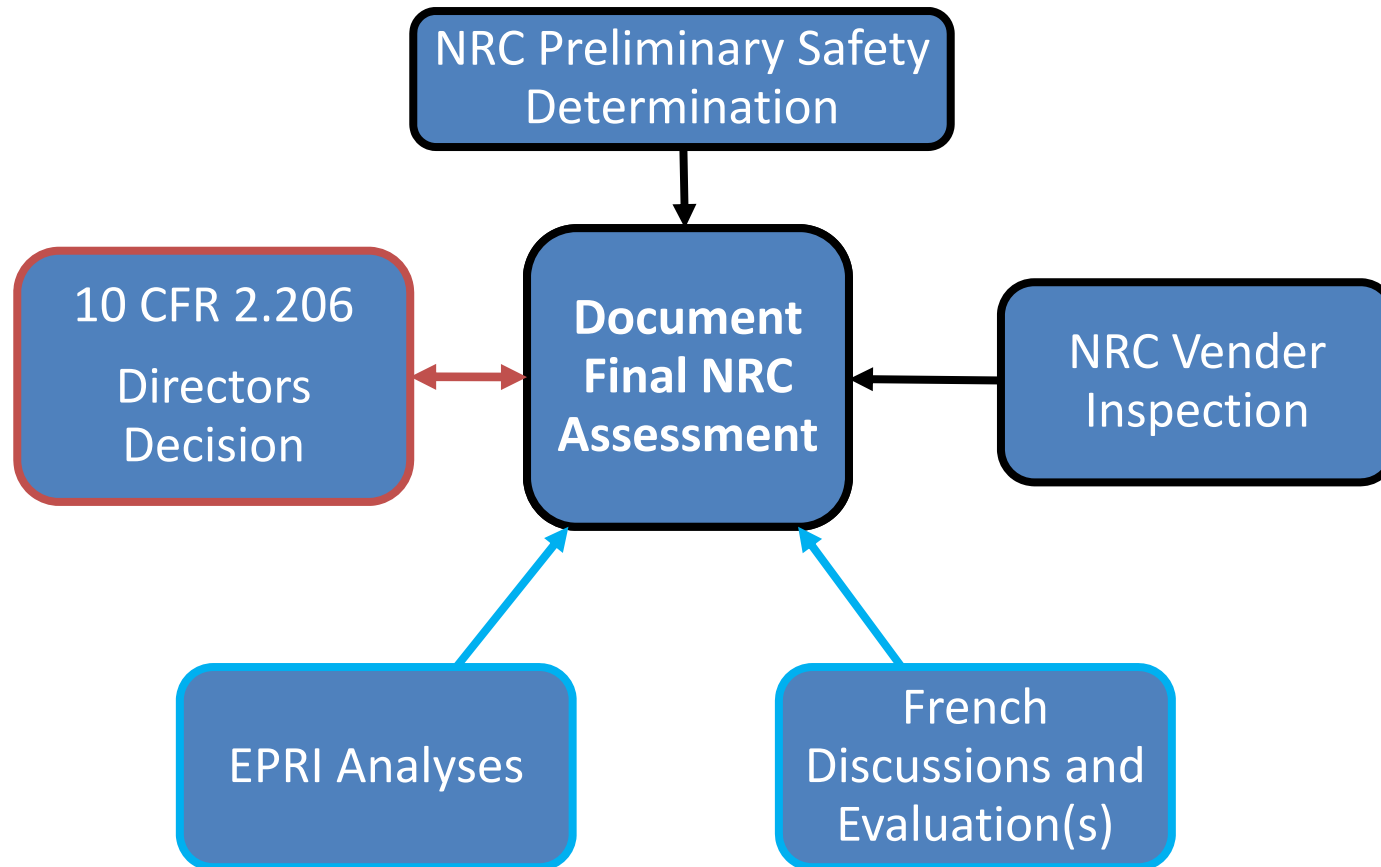 NRC Preliminary Safety
Determination
10 CFR 2.206
Directors
Decision
Document
Final NRC
Assessment
NRC Vender
Inspection
EPRI Analyses
French
Discussions and
Evaluation(s)